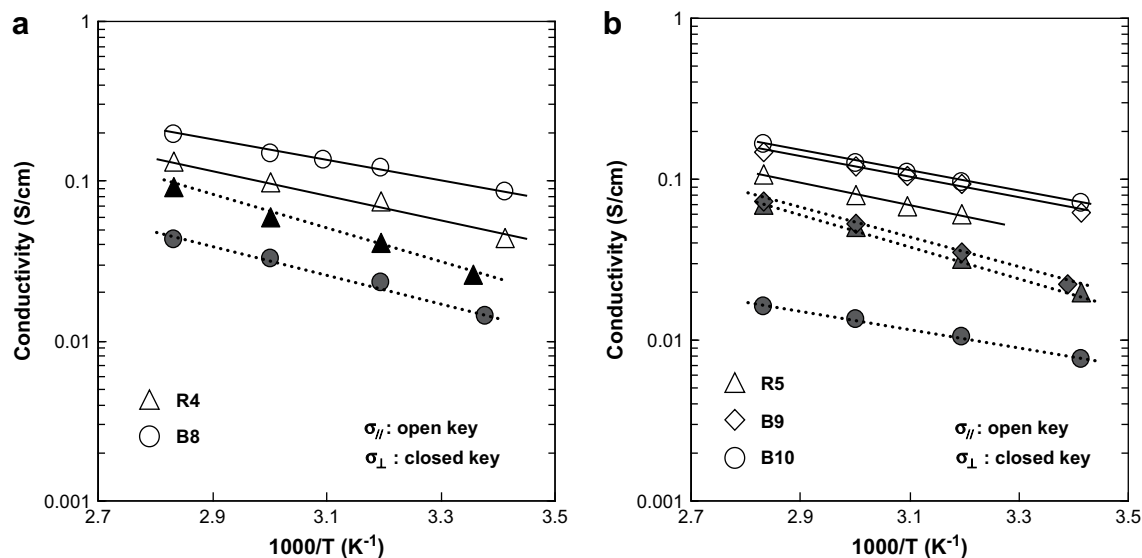 a
1
0.1
0.01
0.001
Conductivity (S/cm)
2.7 2.9 3.1 3.3 3.5
1000/T (K⁻¹)
R4
B8
σ// : open key
σ⊥ : closed key
b
1
0.1
0.01
0.001
Conductivity (S/cm)
2.7 2.9 3.1 3.3 3.5
1000/T (K⁻¹)
R5
B9
B10
σ// : open key
σ⊥ : closed key